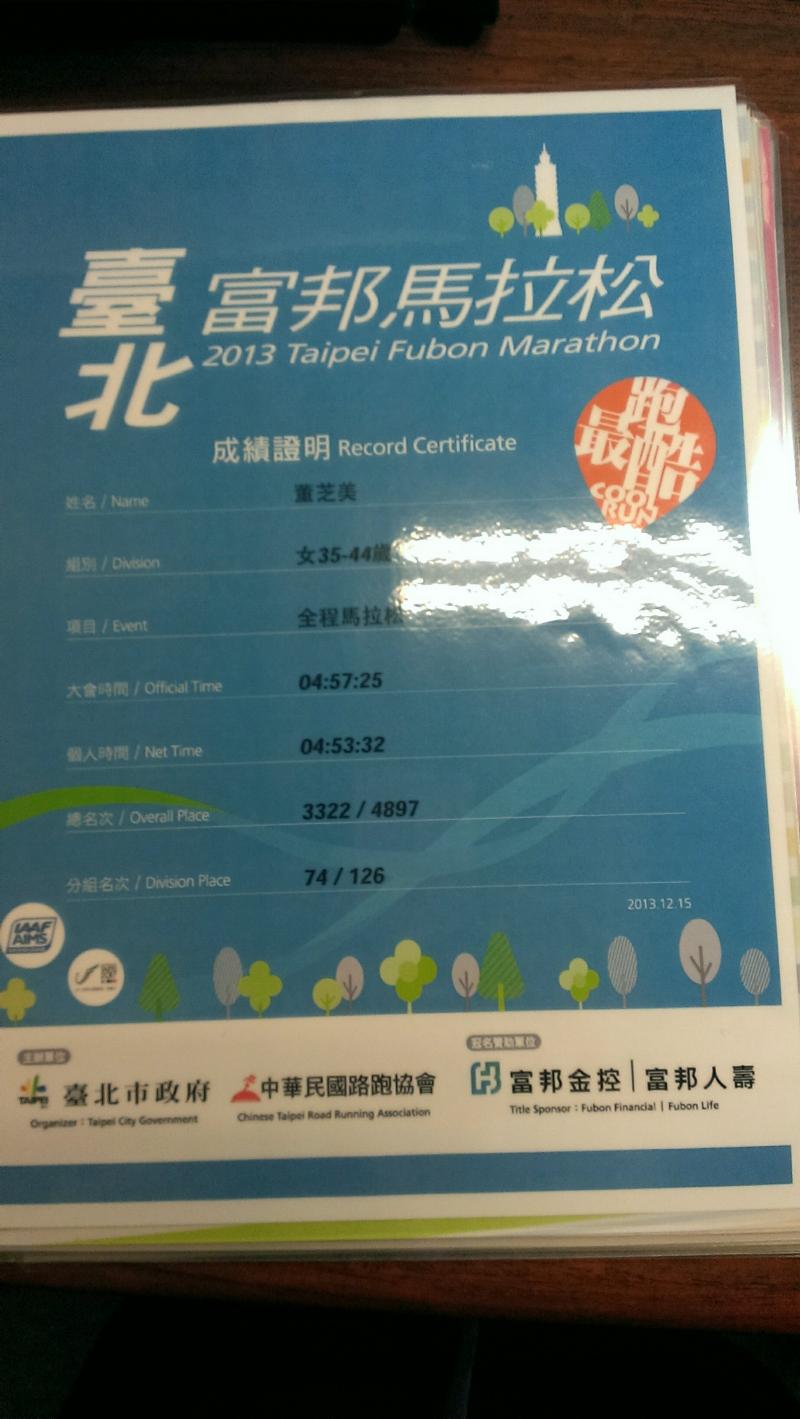 臺北
富邦馬拉松
2013 Taipei Fubon Marathon
跑最酷
COOL RUN
成績證明 Record Certificate
姓名 / Name 董芝美
組別 / Division 女35-44歲
項目 / Event 全程馬拉松
大會時間 / Official Time 04:57:25
個人時間 / Net Time 04:53:32
總名次 / Overall Place 3322 / 4897
分組名次 / Division Place 74 / 126
2013.12.15
IAAF
AIMS
主辦單位
TAIPEI
臺北市政府
Organizer：Taipei City Government
中華民國路跑協會
Chinese Taipei Road Running Association
冠名贊助單位
富邦金控｜富邦人壽
Title Sponsor：Fubon Financial | Fubon Life